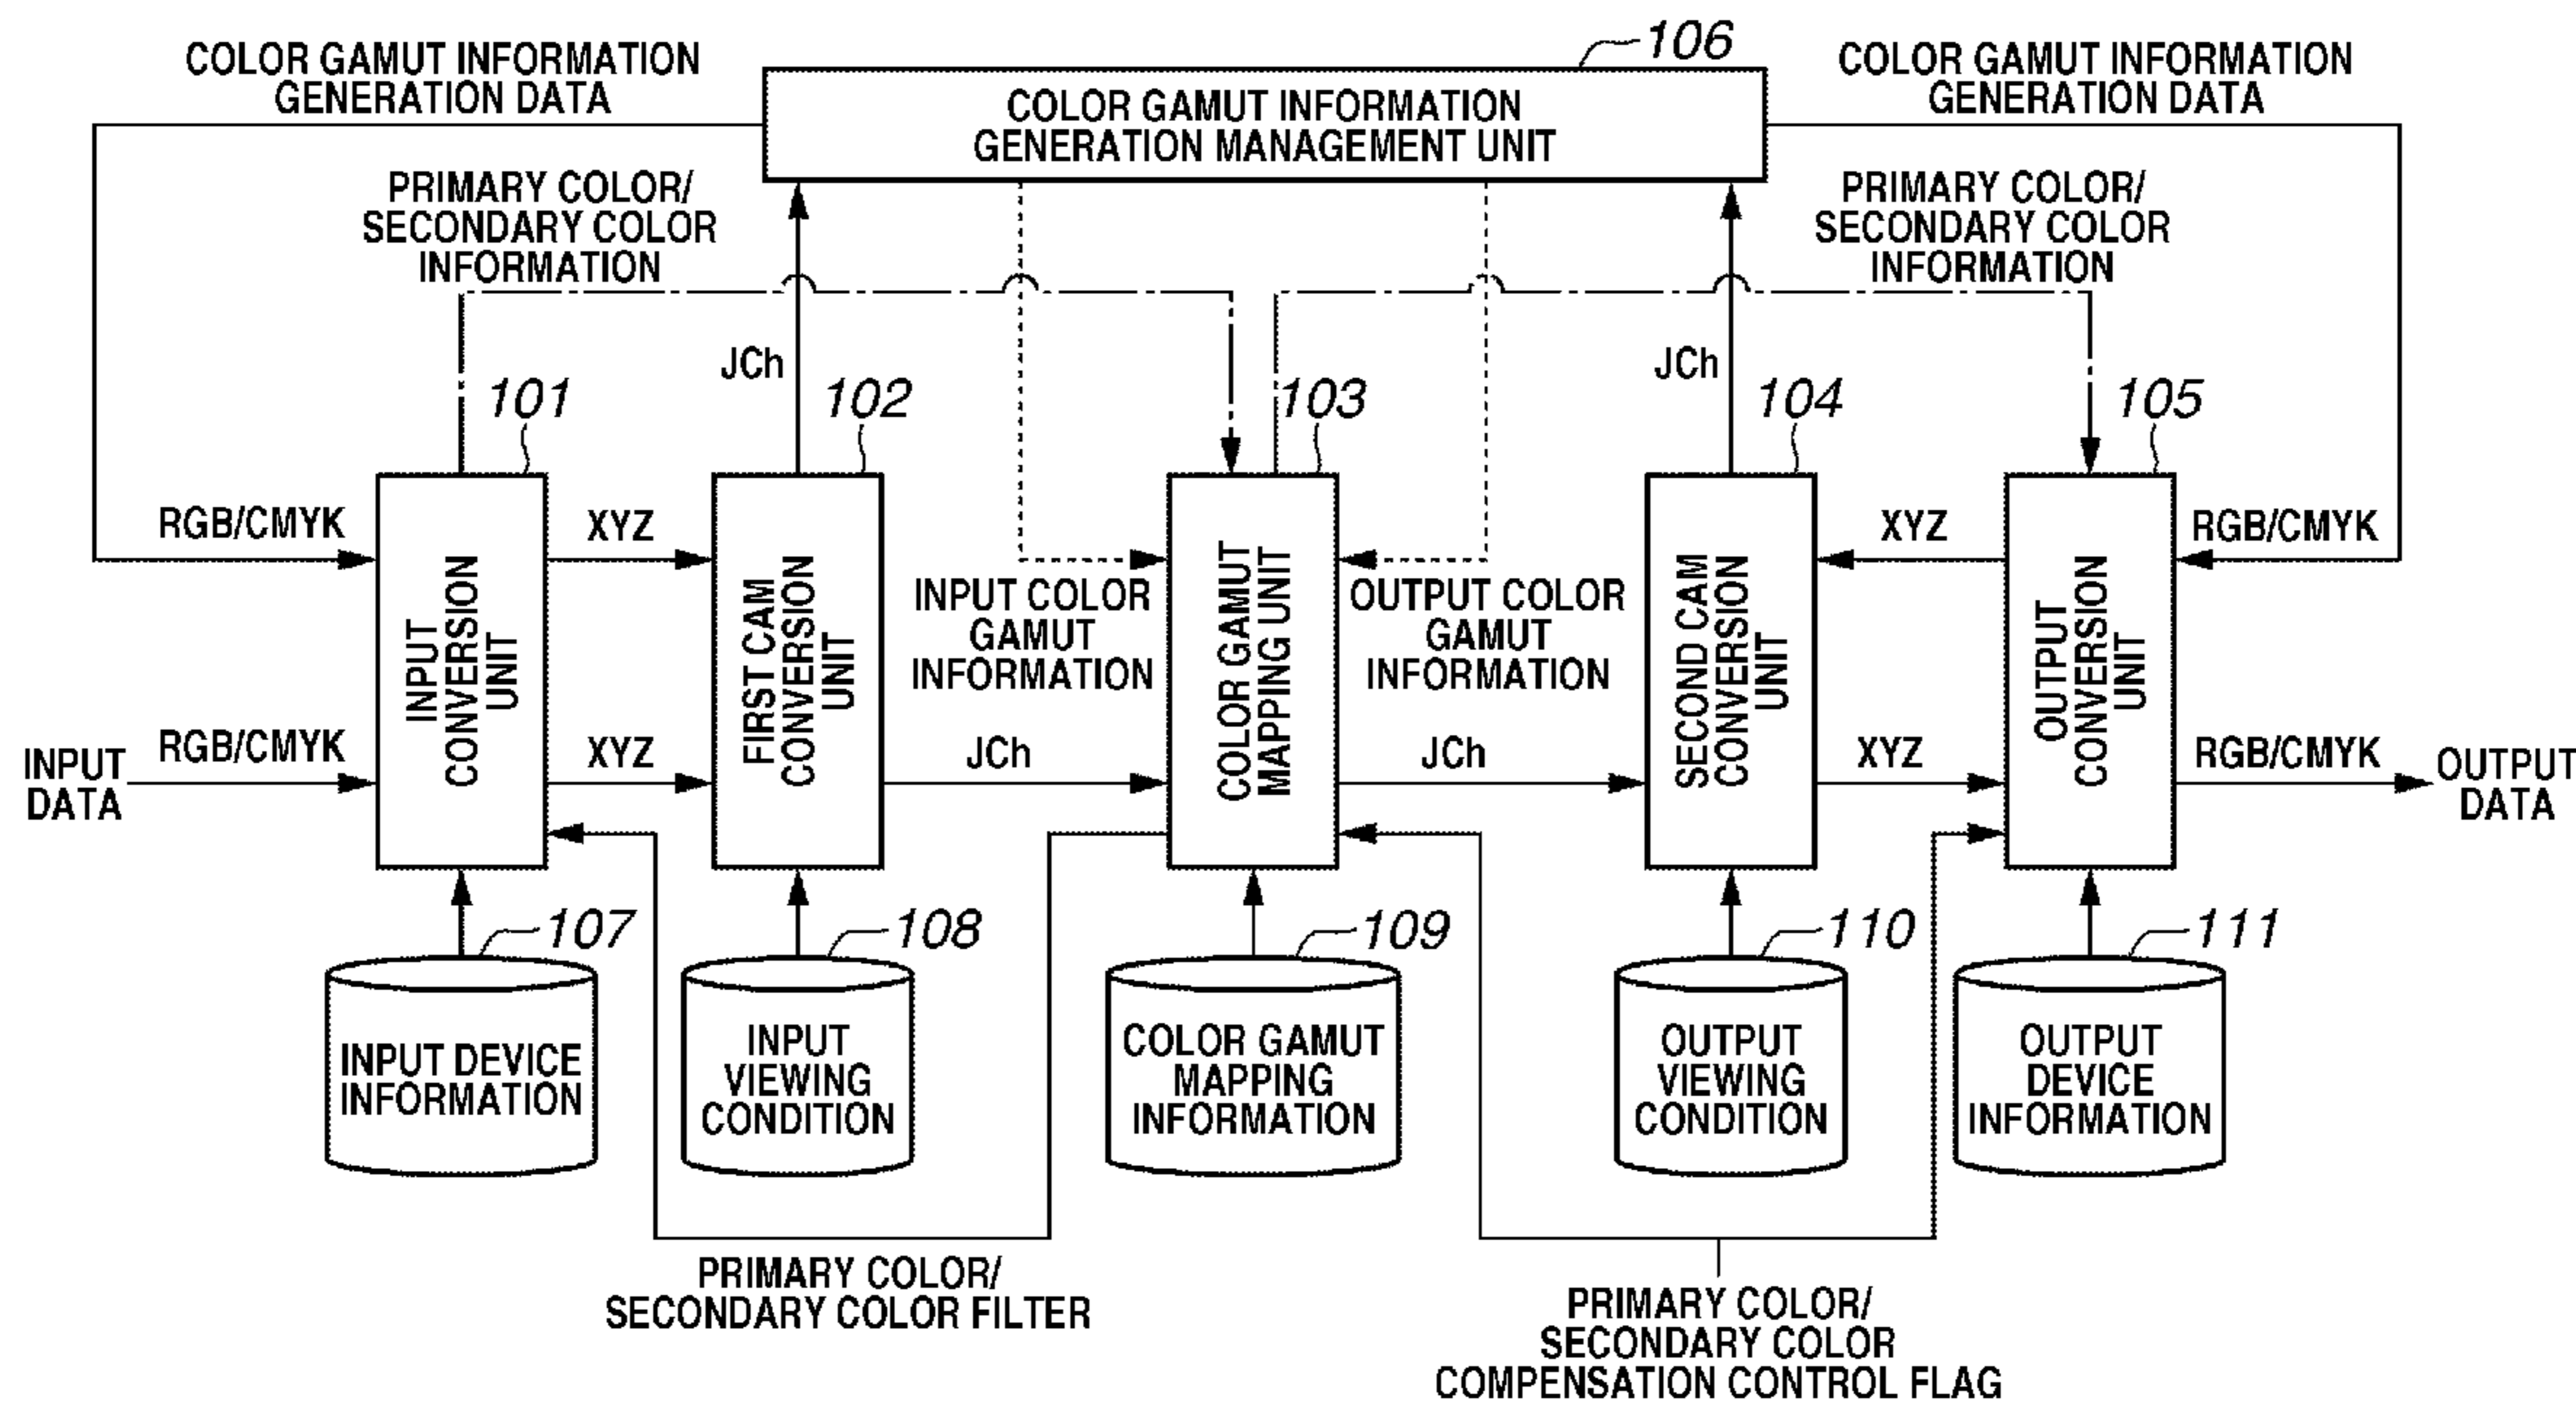 106
COLOR GAMUT INFORMATION
GENERATION DATA
COLOR GAMUT INFORMATION
GENERATION MANAGEMENT UNIT
COLOR GAMUT INFORMATION
GENERATION DATA
PRIMARY COLOR/
SECONDARY COLOR
INFORMATION
PRIMARY COLOR/
SECONDARY COLOR
INFORMATION
JCh
JCh
101
102
103
104
105
RGB/CMYK
XYZ
XYZ
RGB/CMYK
INPUT
CONVERSION
UNIT
FIRST CAM
CONVERSION
UNIT
INPUT COLOR
GAMUT
INFORMATION
COLOR GAMUT
MAPPING UNIT
OUTPUT COLOR
GAMUT
INFORMATION
SECOND CAM
CONVERSION
UNIT
OUTPUT
CONVERSION
UNIT
INPUT
DATA
RGB/CMYK
XYZ
JCh
JCh
XYZ
RGB/CMYK
OUTPUT
DATA
107
108
109
110
111
INPUT DEVICE
INFORMATION
INPUT
VIEWING
CONDITION
COLOR GAMUT
MAPPING
INFORMATION
OUTPUT
VIEWING
CONDITION
OUTPUT
DEVICE
INFORMATION
PRIMARY COLOR/
SECONDARY COLOR FILTER
PRIMARY COLOR/
SECONDARY COLOR
COMPENSATION CONTROL FLAG